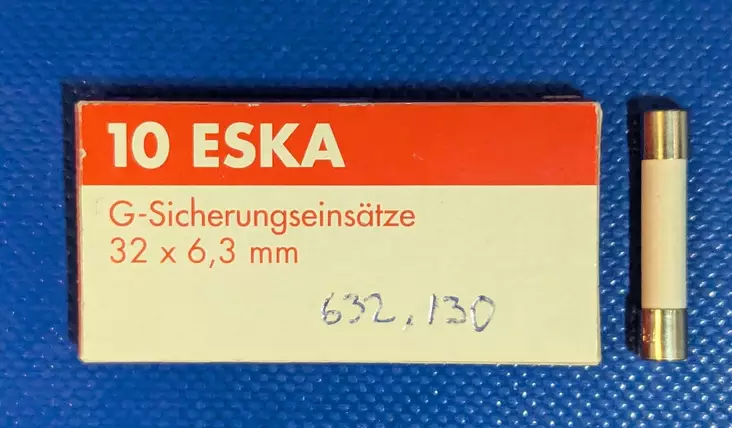 10 ESKA
G-Sicherungseinsätze
32 x 6,3 mm
632.130